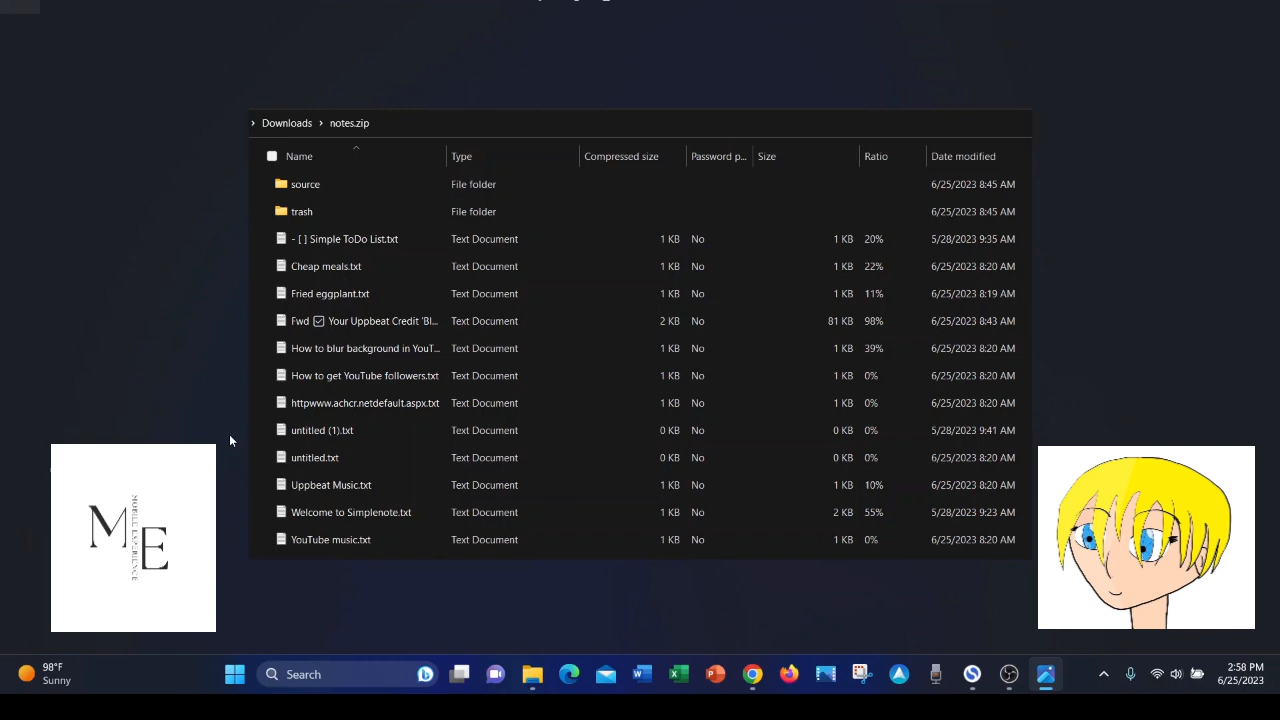 Downloads > notes.zip
Name Type Compressed size Password p... Size Ratio Date modified
source File folder 6/25/2023 8:45 AM
trash File folder 6/25/2023 8:45 AM
- [ ] Simple ToDo List.txt Text Document 1 KB No 1 KB 20% 5/28/2023 9:35 AM
Cheap meals.txt Text Document 1 KB No 1 KB 22% 6/25/2023 8:20 AM
Fried eggplant.txt Text Document 1 KB No 1 KB 11% 6/25/2023 8:19 AM
Fwd ☑ Your Uppbeat Credit 'Bl... Text Document 2 KB No 81 KB 98% 6/25/2023 8:43 AM
How to blur background in YouT... Text Document 1 KB No 1 KB 39% 6/25/2023 8:20 AM
How to get YouTube followers.txt Text Document 1 KB No 1 KB 0% 6/25/2023 8:20 AM
httpwww.achcr.netdefault.aspx.txt Text Document 1 KB No 1 KB 0% 6/25/2023 8:20 AM
untitled (1).txt Text Document 0 KB No 0 KB 0% 5/28/2023 9:41 AM
untitled.txt Text Document 0 KB No 0 KB 0% 6/25/2023 8:20 AM
Uppbeat Music.txt Text Document 1 KB No 1 KB 10% 6/25/2023 8:20 AM
Welcome to Simplenote.txt Text Document 1 KB No 2 KB 55% 5/28/2023 9:23 AM
YouTube music.txt Text Document 1 KB No 1 KB 0% 6/25/2023 8:20 AM
M E
MOBILE EXPERIENCE
98°F
Sunny
Search
2:58 PM
6/25/2023